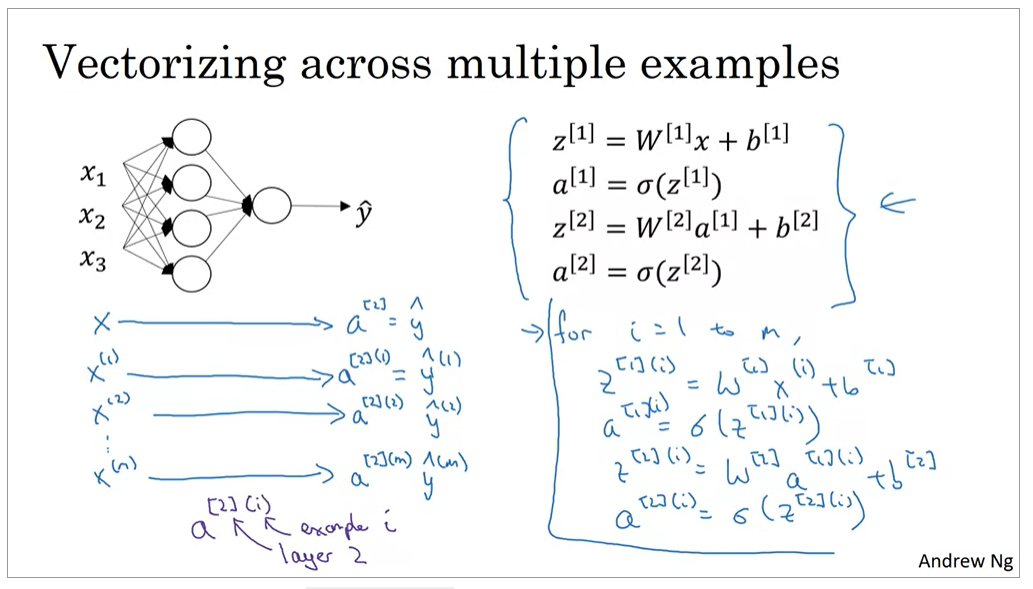 Vectorizing across multiple examples
x₁
x₂
x₃
ŷ
z[1] = W[1]x + b[1]
a[1] = σ(z[1])
z[2] = W[2]a[1] + b[2]
a[2] = σ(z[2])
x → a[2] = ŷ
x(1) → a[2](1) = ŷ(1)
x(2) → a[2](2) ŷ(2)
⋮
x(m) → a[2](m) ŷ(m)
a[2](i) example i
layer 2
→ for i = 1 to m,
z[1](i) = W[1] x(i) + b[1]
a[1](i) = σ(z[1](i))
z[2](i) = W[2] a[1](i) + b[2]
a[2](i) = σ(z[2](i))
Andrew Ng